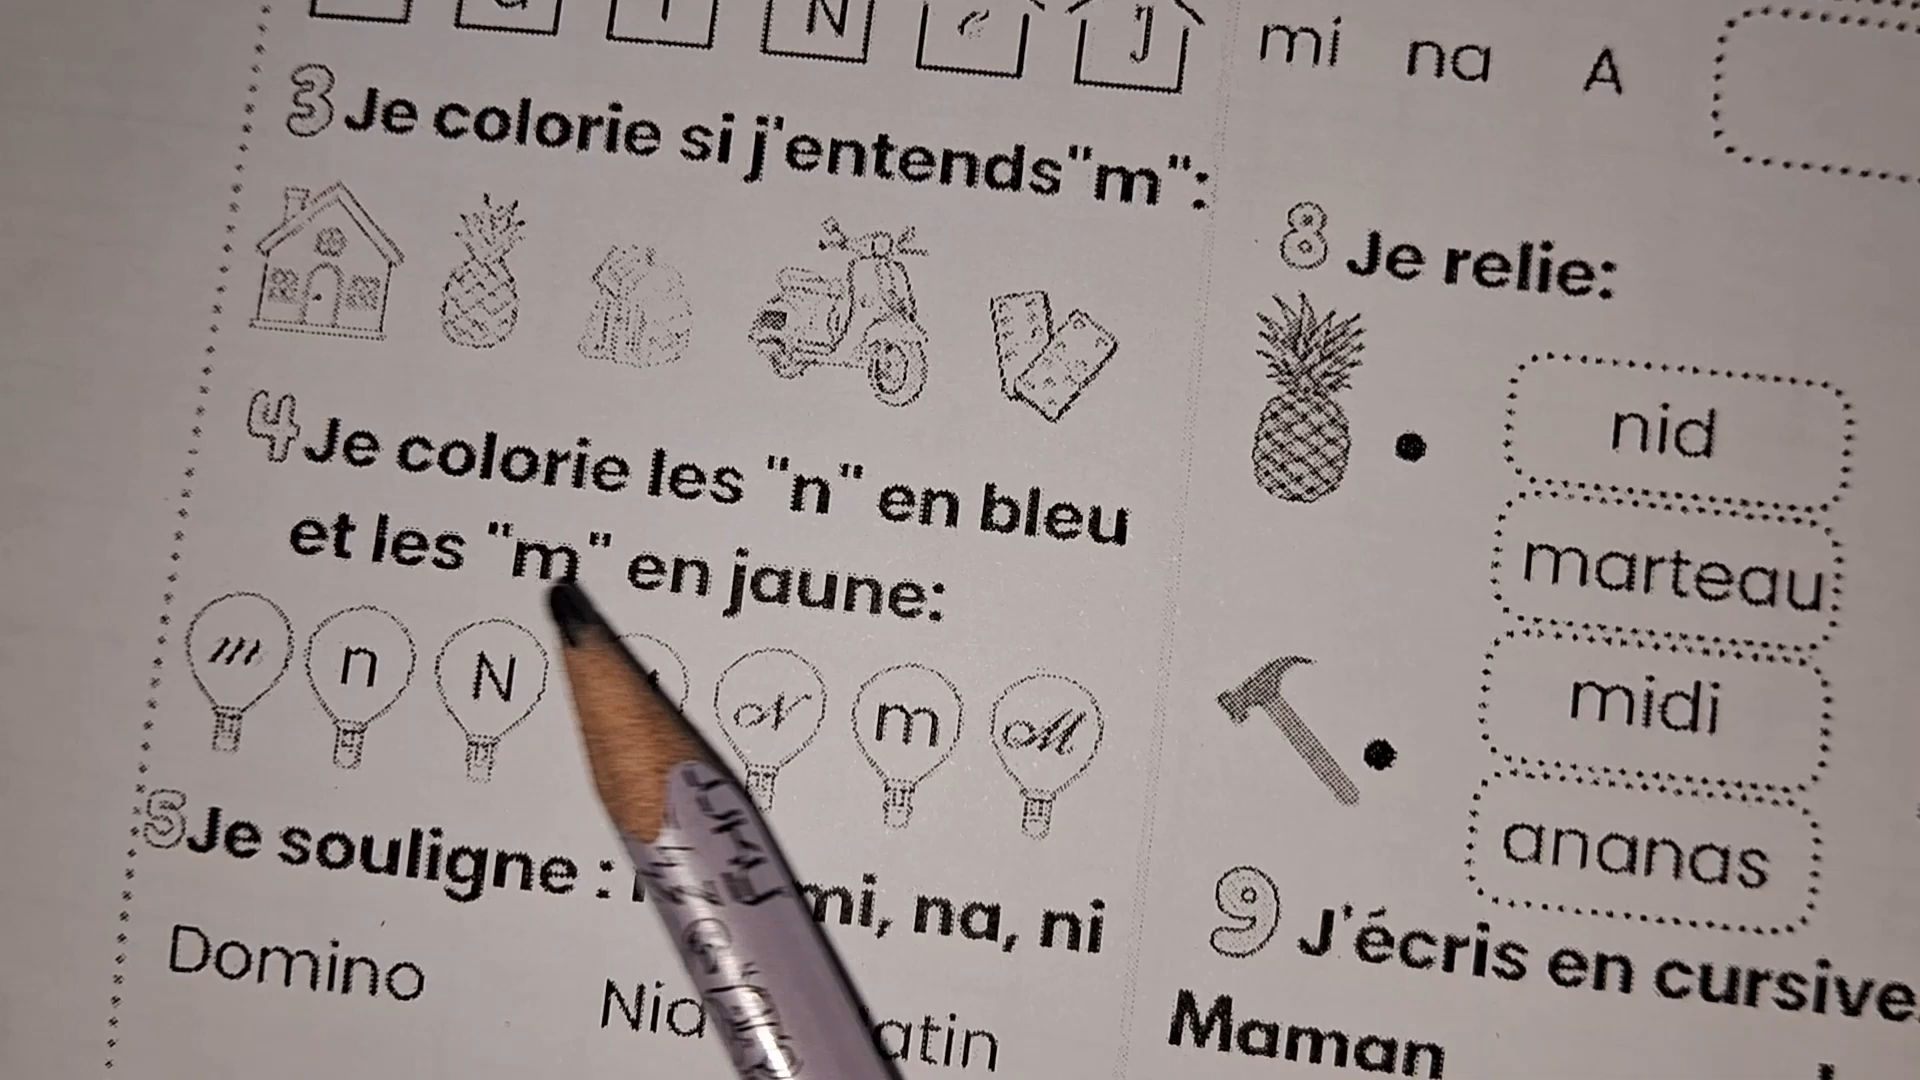 N e J
3 Je colorie si j'entends "m":
4 Je colorie les "n" en bleu
et les "m" en jaune:
m n N N m M
5 Je souligne : mi, na, ni
Domino
mi na A
8 Je relie:
nid
marteau
midi
ananas
9 J'écris en cursive
Maman